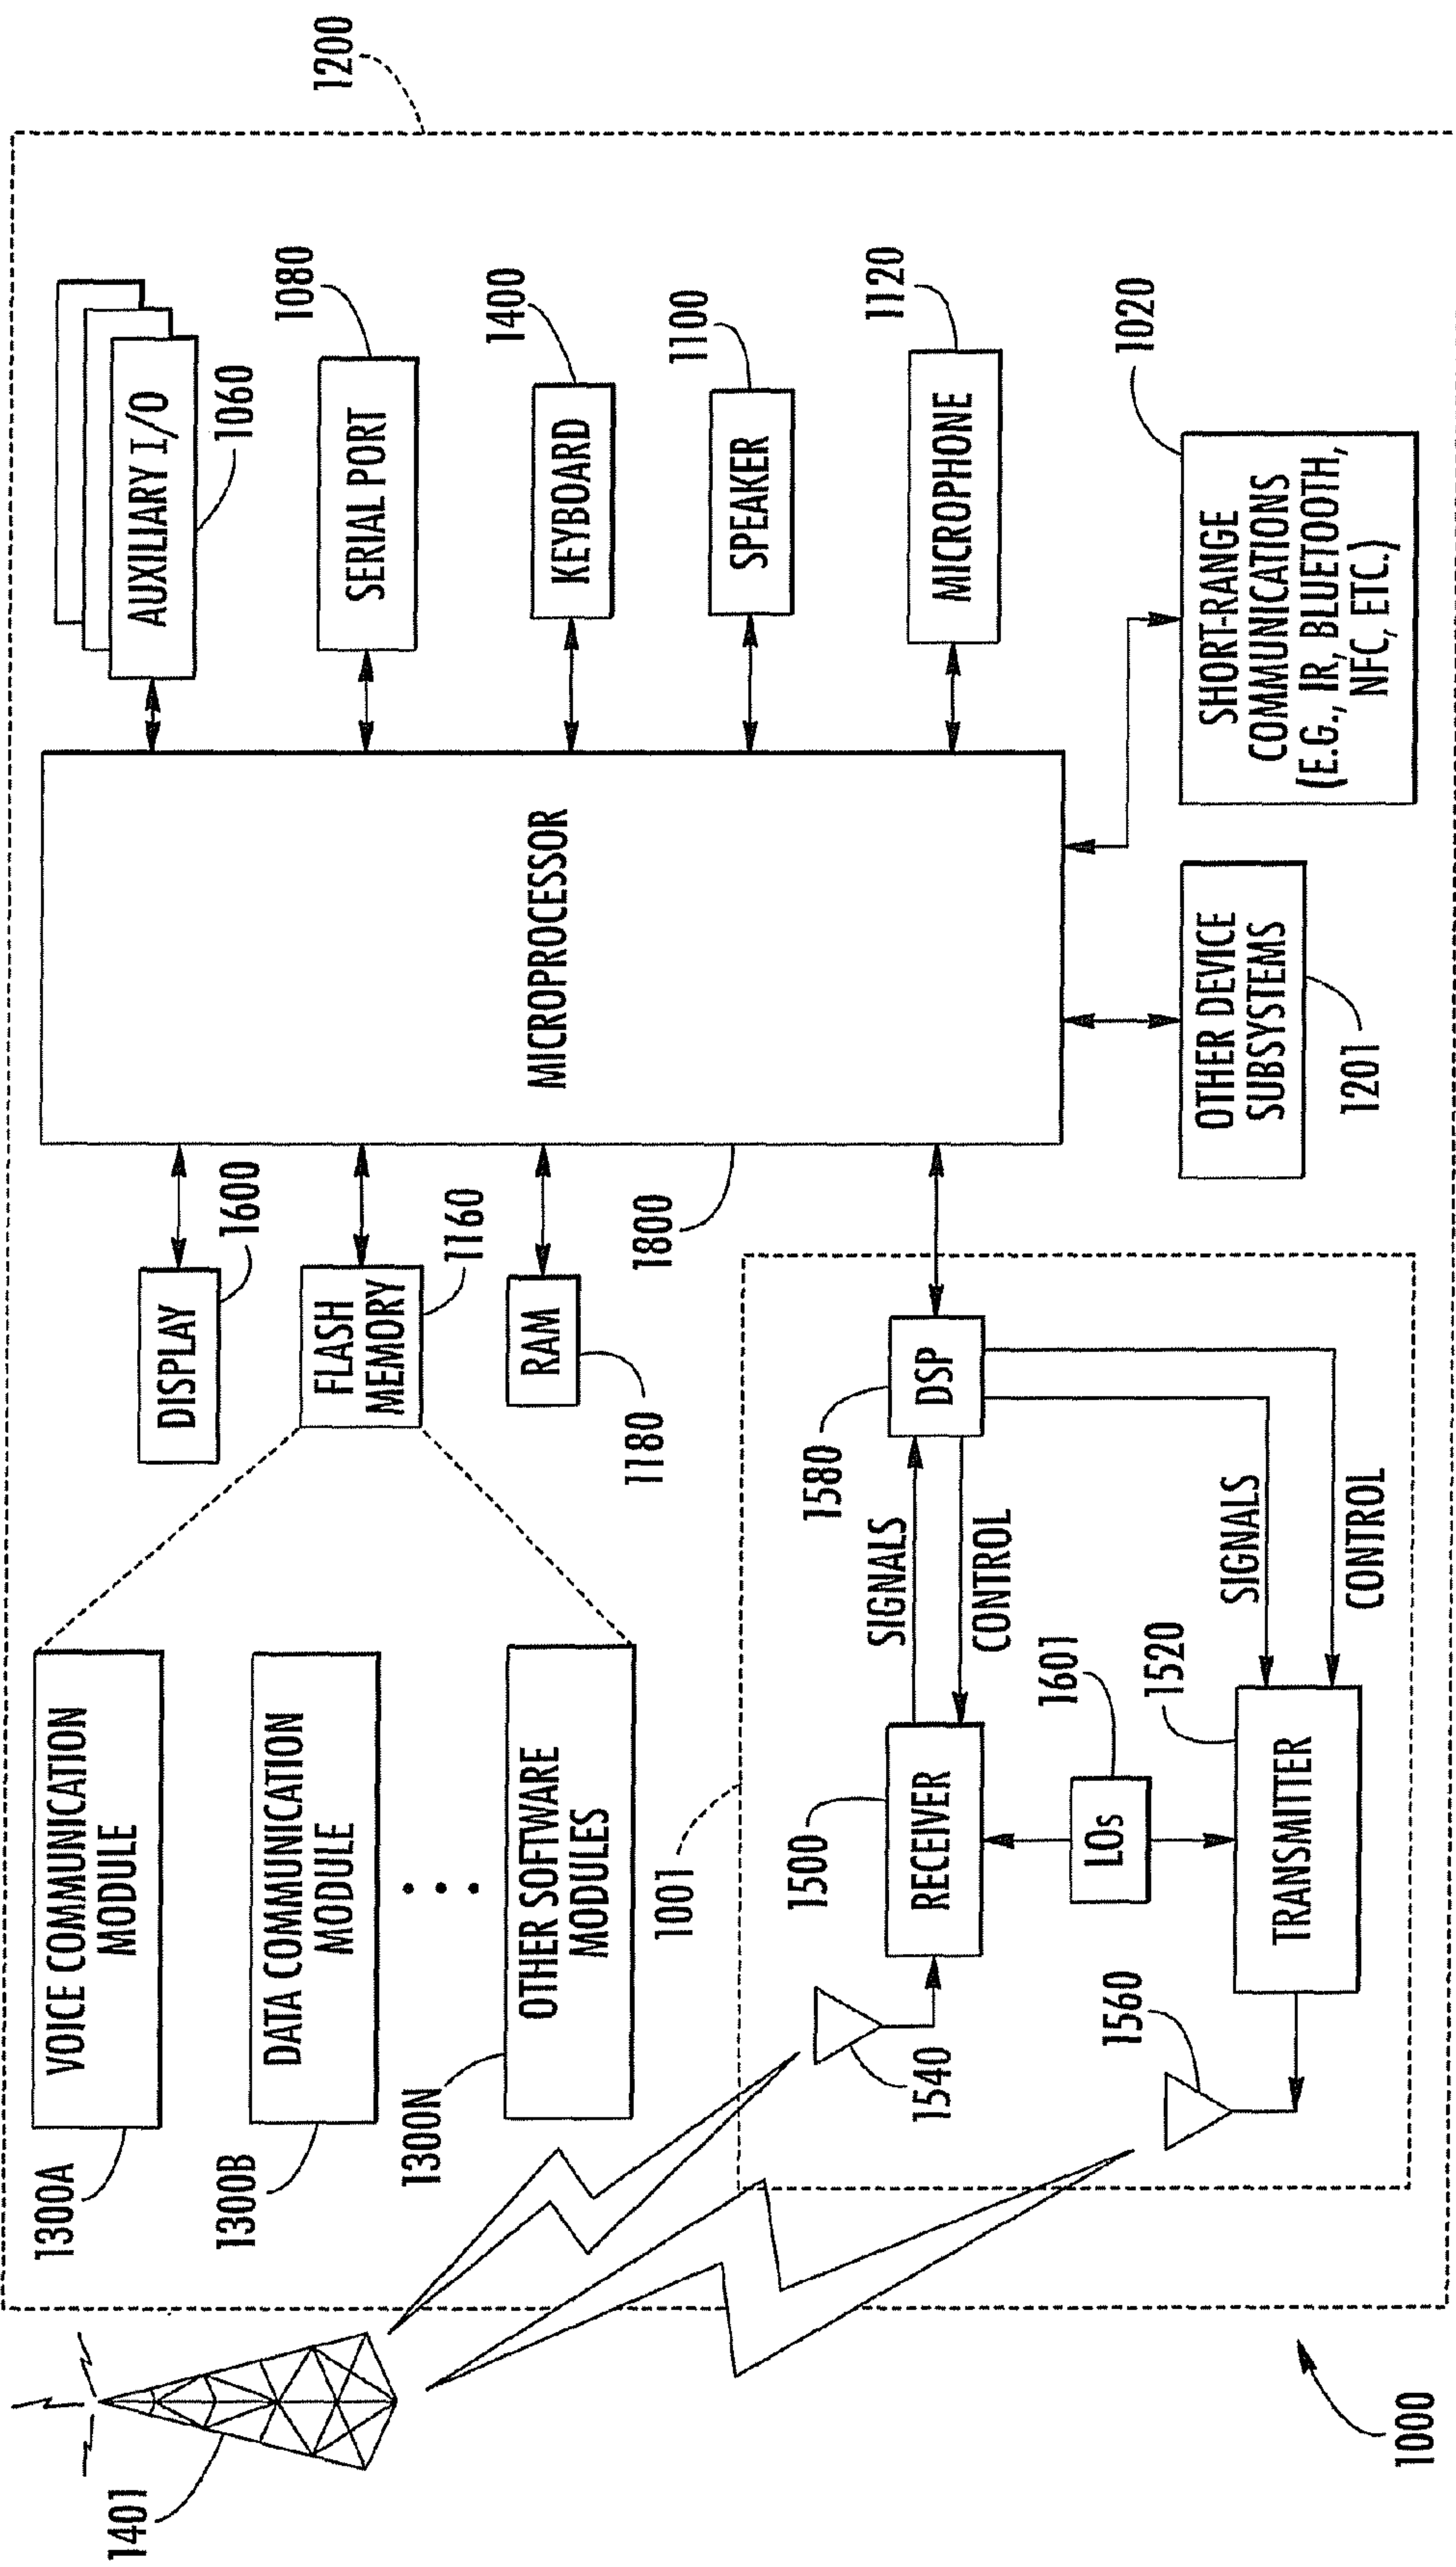 1200
AUXILIARY I/O
1060
SERIAL PORT
1080
KEYBOARD
1400
SPEAKER
1100
MICROPHONE
1120
SHORT-RANGE
COMMUNICATIONS
(E.G., IR, BLUETOOTH,
NFC, ETC.)
1020
MICROPROCESSOR
1800
OTHER DEVICE
SUBSYSTEMS
1201
DISPLAY
1600
FLASH
MEMORY
1160
RAM
1180
VOICE COMMUNICATION
MODULE
1300A
DATA COMMUNICATION
MODULE
1300B
OTHER SOFTWARE
MODULES
1300N
1001
DSP
1580
SIGNALS
CONTROL
SIGNALS
CONTROL
RECEIVER
1500
LOs
1601
TRANSMITTER
1520
1540
1560
1401
1000